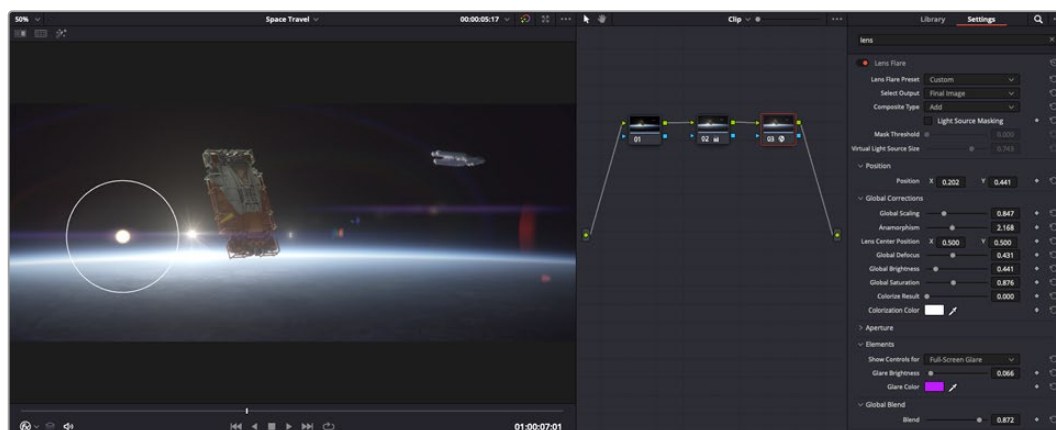 50% Space Travel 00:00:05:17 Clip Library Settings
lens
Lens Flare
Lens Flare Preset Custom
Select Output Final Image
Composite Type Add
Light Source Masking
Mask Threshold 0.000
Virtual Light Source Size 0.743
Position
Position X 0.202 Y 0.441
Global Corrections
Global Scaling 0.847
Anamorphism 2.168
Lens Center Position X 0.500 Y 0.500
Global Defocus 0.431
Global Brightness 0.441
Global Saturation 0.876
Colorize Result 0.000
Colorization Color
Aperture
Elements
Show Controls for Full-Screen Glare
Glare Brightness 0.066
Glare Color
Global Blend
Blend 0.872
01 02 03
01:00:07:01